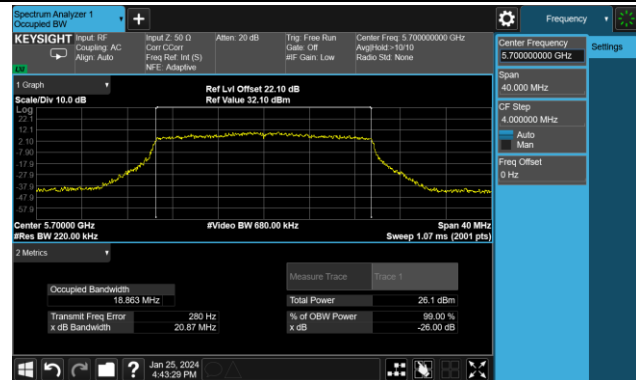 Spectrum Analyzer 1
Occupied BW
Frequency
KEYSIGHT
Input: RF
Coupling: AC
Align: Auto
Input Z: 50 Ω
Corr CCorr
Freq Ref: Int (S)
NFE: Adaptive
Atten: 20 dB
Trig: Free Run
Gate: Off
#IF Gain: Low
Center Freq: 5.700000000 GHz
Avg|Hold:>10/10
Radio Std: None
Center Frequency
5.700000000 GHz
Settings
Span
40.000 MHz
CF Step
4.000000 MHz
Auto
Man
Freq Offset
0 Hz
1 Graph
Scale/Div 10.0 dB
Ref Lvl Offset 22.10 dB
Ref Value 32.10 dBm
Log
22.1
12.1
2.10
-7.90
-17.9
-27.9
-37.9
-47.9
-57.9
Center 5.70000 GHz
#Video BW 680.00 kHz
Span 40 MHz
#Res BW 220.00 kHz
Sweep 1.07 ms (2001 pts)
2 Metrics
Measure Trace
Trace 1
Occupied Bandwidth
18.863 MHz
Total Power
26.1 dBm
Transmit Freq Error
280 Hz
% of OBW Power
99.00 %
x dB Bandwidth
20.87 MHz
x dB
-26.00 dB
Jan 25, 2024
4:43:29 PM